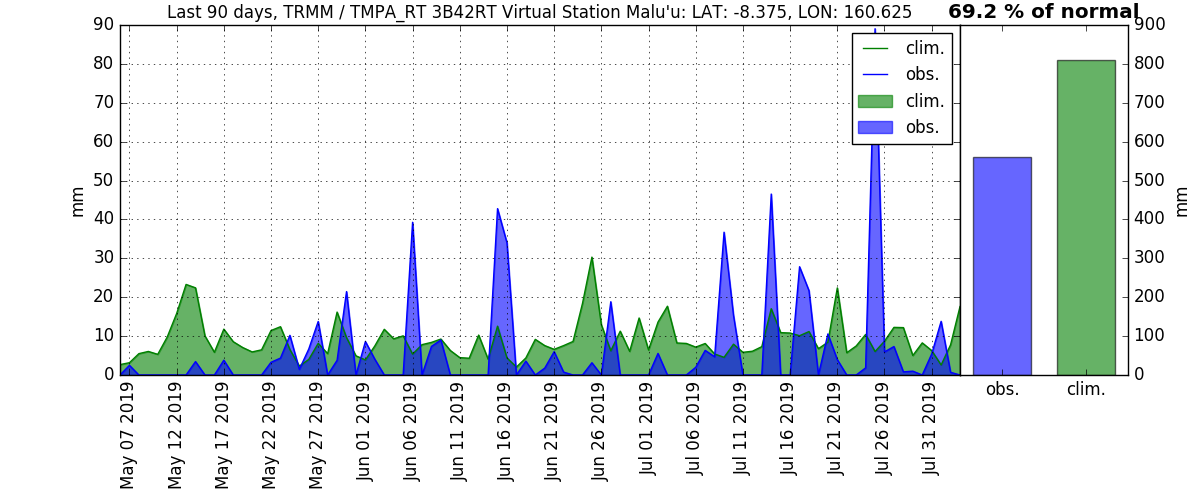 Last 90 days, TRMM / TMPA_RT 3B42RT Virtual Station Malu'u: LAT: -8.375, LON: 160.625
69.2 % of normal
90
80
70
60
50
40
30
20
10
0
mm
clim.
obs.
clim.
obs.
900
800
700
600
500
400
300
200
100
0
mm
May 07 2019
May 12 2019
May 17 2019
May 22 2019
May 27 2019
Jun 01 2019
Jun 06 2019
Jun 11 2019
Jun 16 2019
Jun 21 2019
Jun 26 2019
Jul 01 2019
Jul 06 2019
Jul 11 2019
Jul 16 2019
Jul 21 2019
Jul 26 2019
Jul 31 2019
obs.
clim.